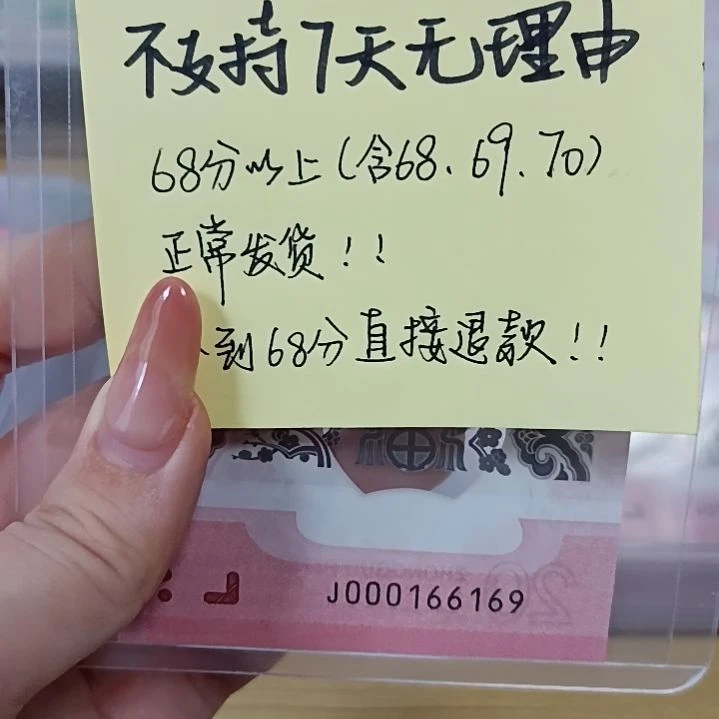 不支持7天无理由
68分以上(含68、69、70)
正常发货!!
到68分直接退款!!
J000166169
20